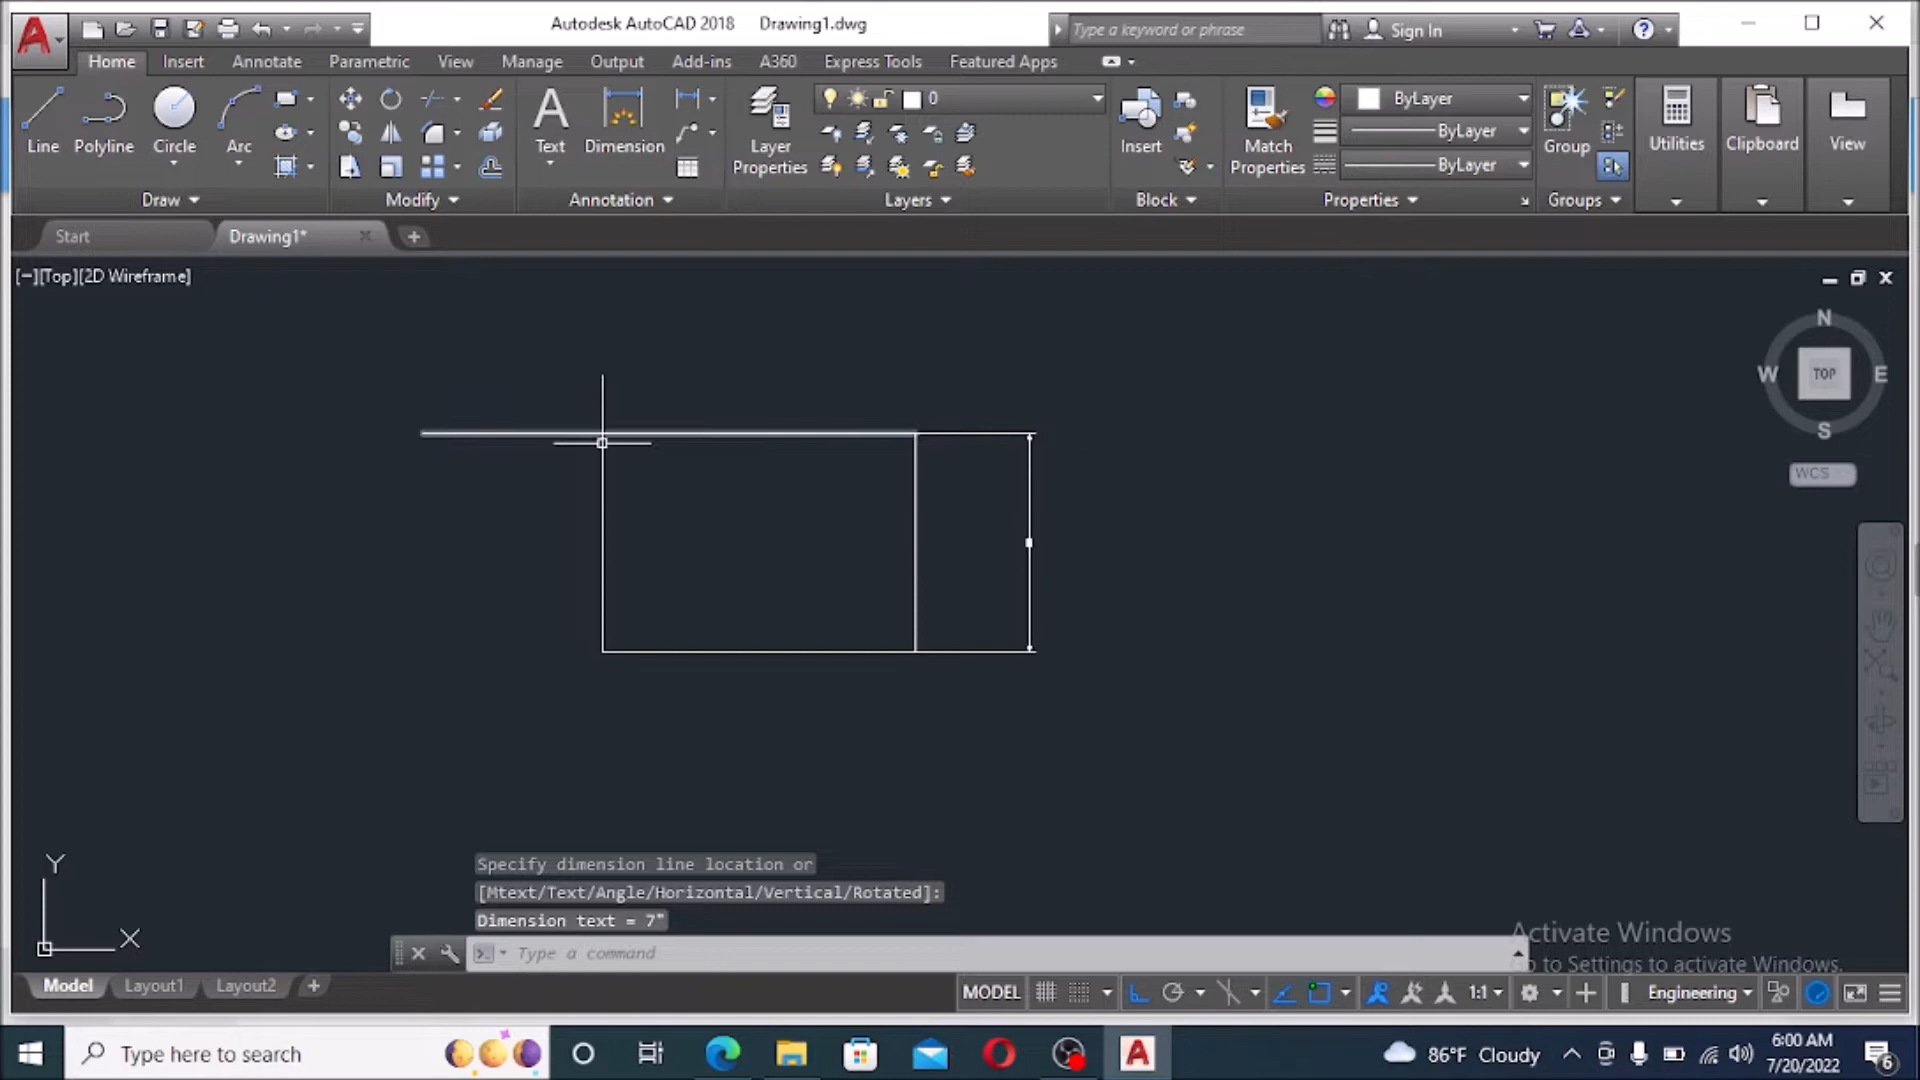 Autodesk AutoCAD 2018 Drawing1.dwg
Type a keyword or phrase
Sign In
Home Insert Annotate Parametric View Manage Output Add-ins A360 Express Tools Featured Apps
Line Polyline Circle Arc
Text Dimension
Layer Properties
0
Insert
Match Properties
ByLayer
ByLayer
ByLayer
Group
Utilities
Clipboard
View
Draw Modify Annotation Layers Block Properties Groups
Start Drawing1*
[−][Top][2D Wireframe]
N
W TOP E
S
WCS
Y
X
Specify dimension line location or
[Mtext/Text/Angle/Horizontal/Vertical/Rotated]:
Dimension text = 7"
Type a command
Activate Windows
to Settings to activate Windows.
Model Layout1 Layout2
MODEL 1:1 Engineering
Type here to search
86°F Cloudy
6:00 AM
7/20/2022
6